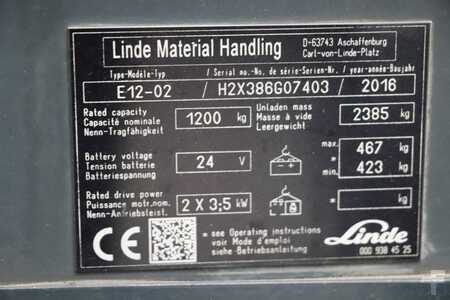 Linde Material Handling
D-63743 Aschaffenburg
Carl-von-Linde-Platz
Type-Modèle-Typ / Serial no.-No. de série-Serien-Nr. / year-année-Baujahr
E12-02 / H2X386G07403 / 2016
Rated capacity
Capacité nominale
Nenn-Tragfähigkeit
1200 kg
Unladen mass
Masse à vide
Leergewicht
2385 kg
Battery voltage
Tension batterie
Batteriespannung
24 V
max. 467 kg
min. 423 kg
Rated drive power
Puissance mot.nom.
Nenn-Antriebsleist.
2 X 3,5 kW
kg
CE
see Operating instructions
voir Mode d'emploi
siehe Betriebsanleitung
Linde
000 938 45 25